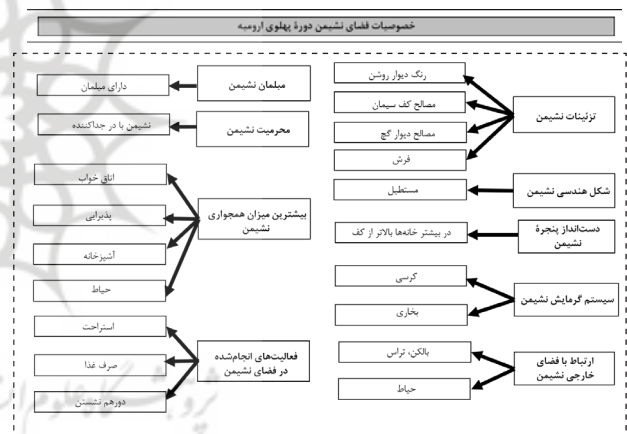 خصوصیات فضای نشیمن دورۀ پهلوی ارومیه
تزئینات نشیمن
رنگ دیوار روشن
مصالح کف سیمان
مصالح دیوار گچ
فرش
شکل هندسی نشیمن
مستطیل
دست‌انداز پنجرۀ
نشیمن
در بیشتر خانه‌ها بالاتر از کف
سیستم گرمایش نشیمن
کرسی
بخاری
ارتباط با فضای
خارجی نشیمن
بالکن، تراس
حیاط
مبلمان نشیمن
دارای مبلمان
محرمیت نشیمن
نشیمن با در جداکننده
بیشترین میزان همجواری
نشیمن
اتاق خواب
پذیرایی
آشپزخانه
حیاط
فعالیت‌های انجام‌شده
در فضای نشیمن
استراحت
صرف غذا
دورهم نشستن